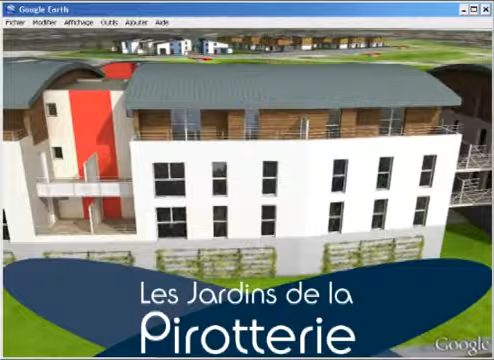 Google Earth
Fichier Modifier Affichage Outils Ajouter Aide
Les Jardins de la
Pirotterie
Google